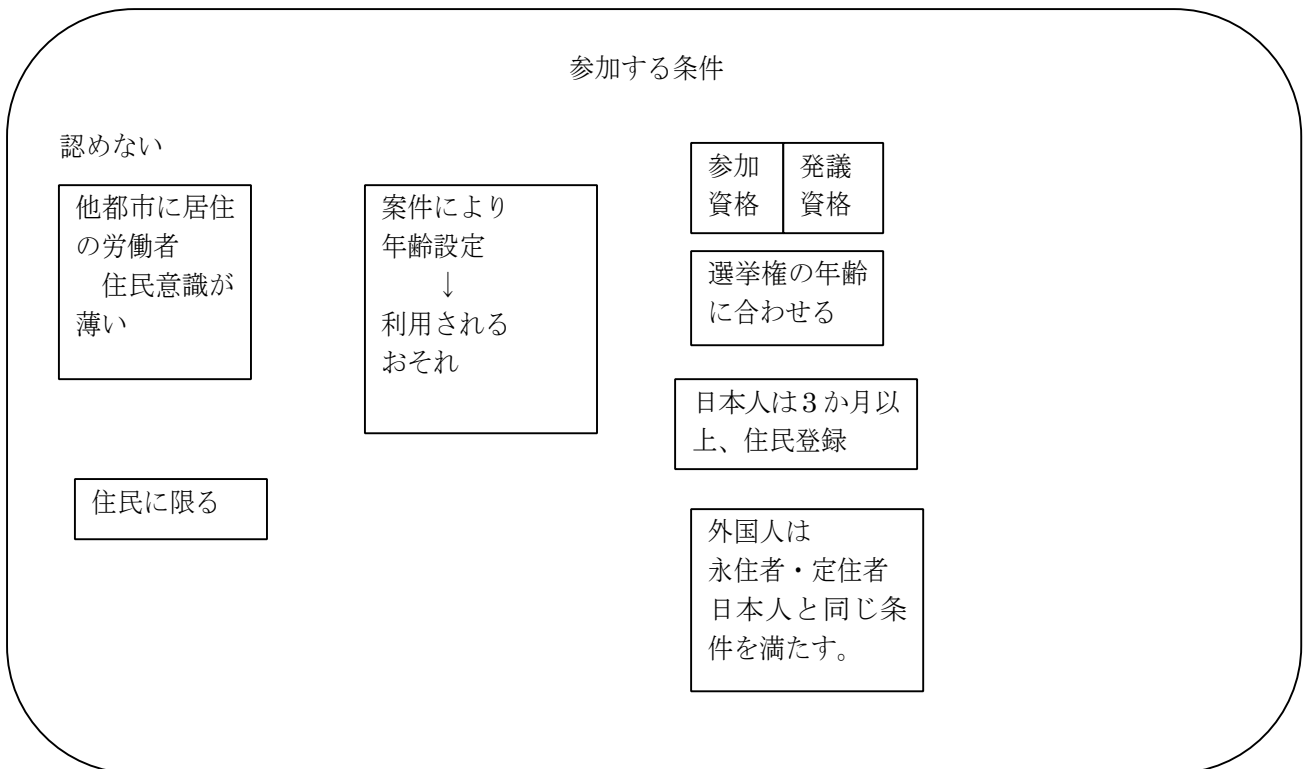 参加する条件
認めない
他都市に居住
の労働者
　住民意識が
薄い
住民に限る
案件により
年齢設定
↓
利用される
おそれ
参加
資格
発議
資格
選挙権の年齢
に合わせる
日本人は３か月以
上、住民登録
外国人は
永住者・定住者
日本人と同じ条
件を満たす。